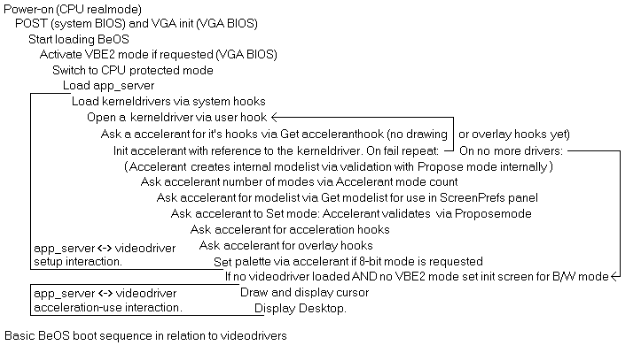 Power-on (CPU realmode)
POST (system BIOS) and VGA init (VGA BIOS)
Start loading BeOS
Activate VBE2 mode if requested (VGA BIOS)
Switch to CPU protected mode
Load app_server
Load kerneldrivers via system hooks
Open a kerneldriver via user hook
Ask a accelerant for it's hooks via Get acceleranthook (no drawing or overlay hooks yet)
Init accelerant with reference to the kerneldriver. On fail repeat: On no more drivers:
(Accelerant creates internal modelist via validation with Propose mode internally)
Ask accelerant number of modes via Accelerant mode count
Ask accelerant for modelist via Get modelist for use in ScreenPrefs panel
Ask accelerant to Set mode: Accelerant validates via Proposemode
Ask accelerant for acceleration hooks
app_server <-> videodriver Ask accelerant for overlay hooks
setup interaction. Set palette via accelerant if 8-bit mode is requested
If no videodriver loaded AND no VBE2 mode set init screen for B/W mode
app_server <-> videodriver Draw and display cursor
acceleration-use interaction. Display Desktop.
Basic BeOS boot sequence in relation to videodrivers